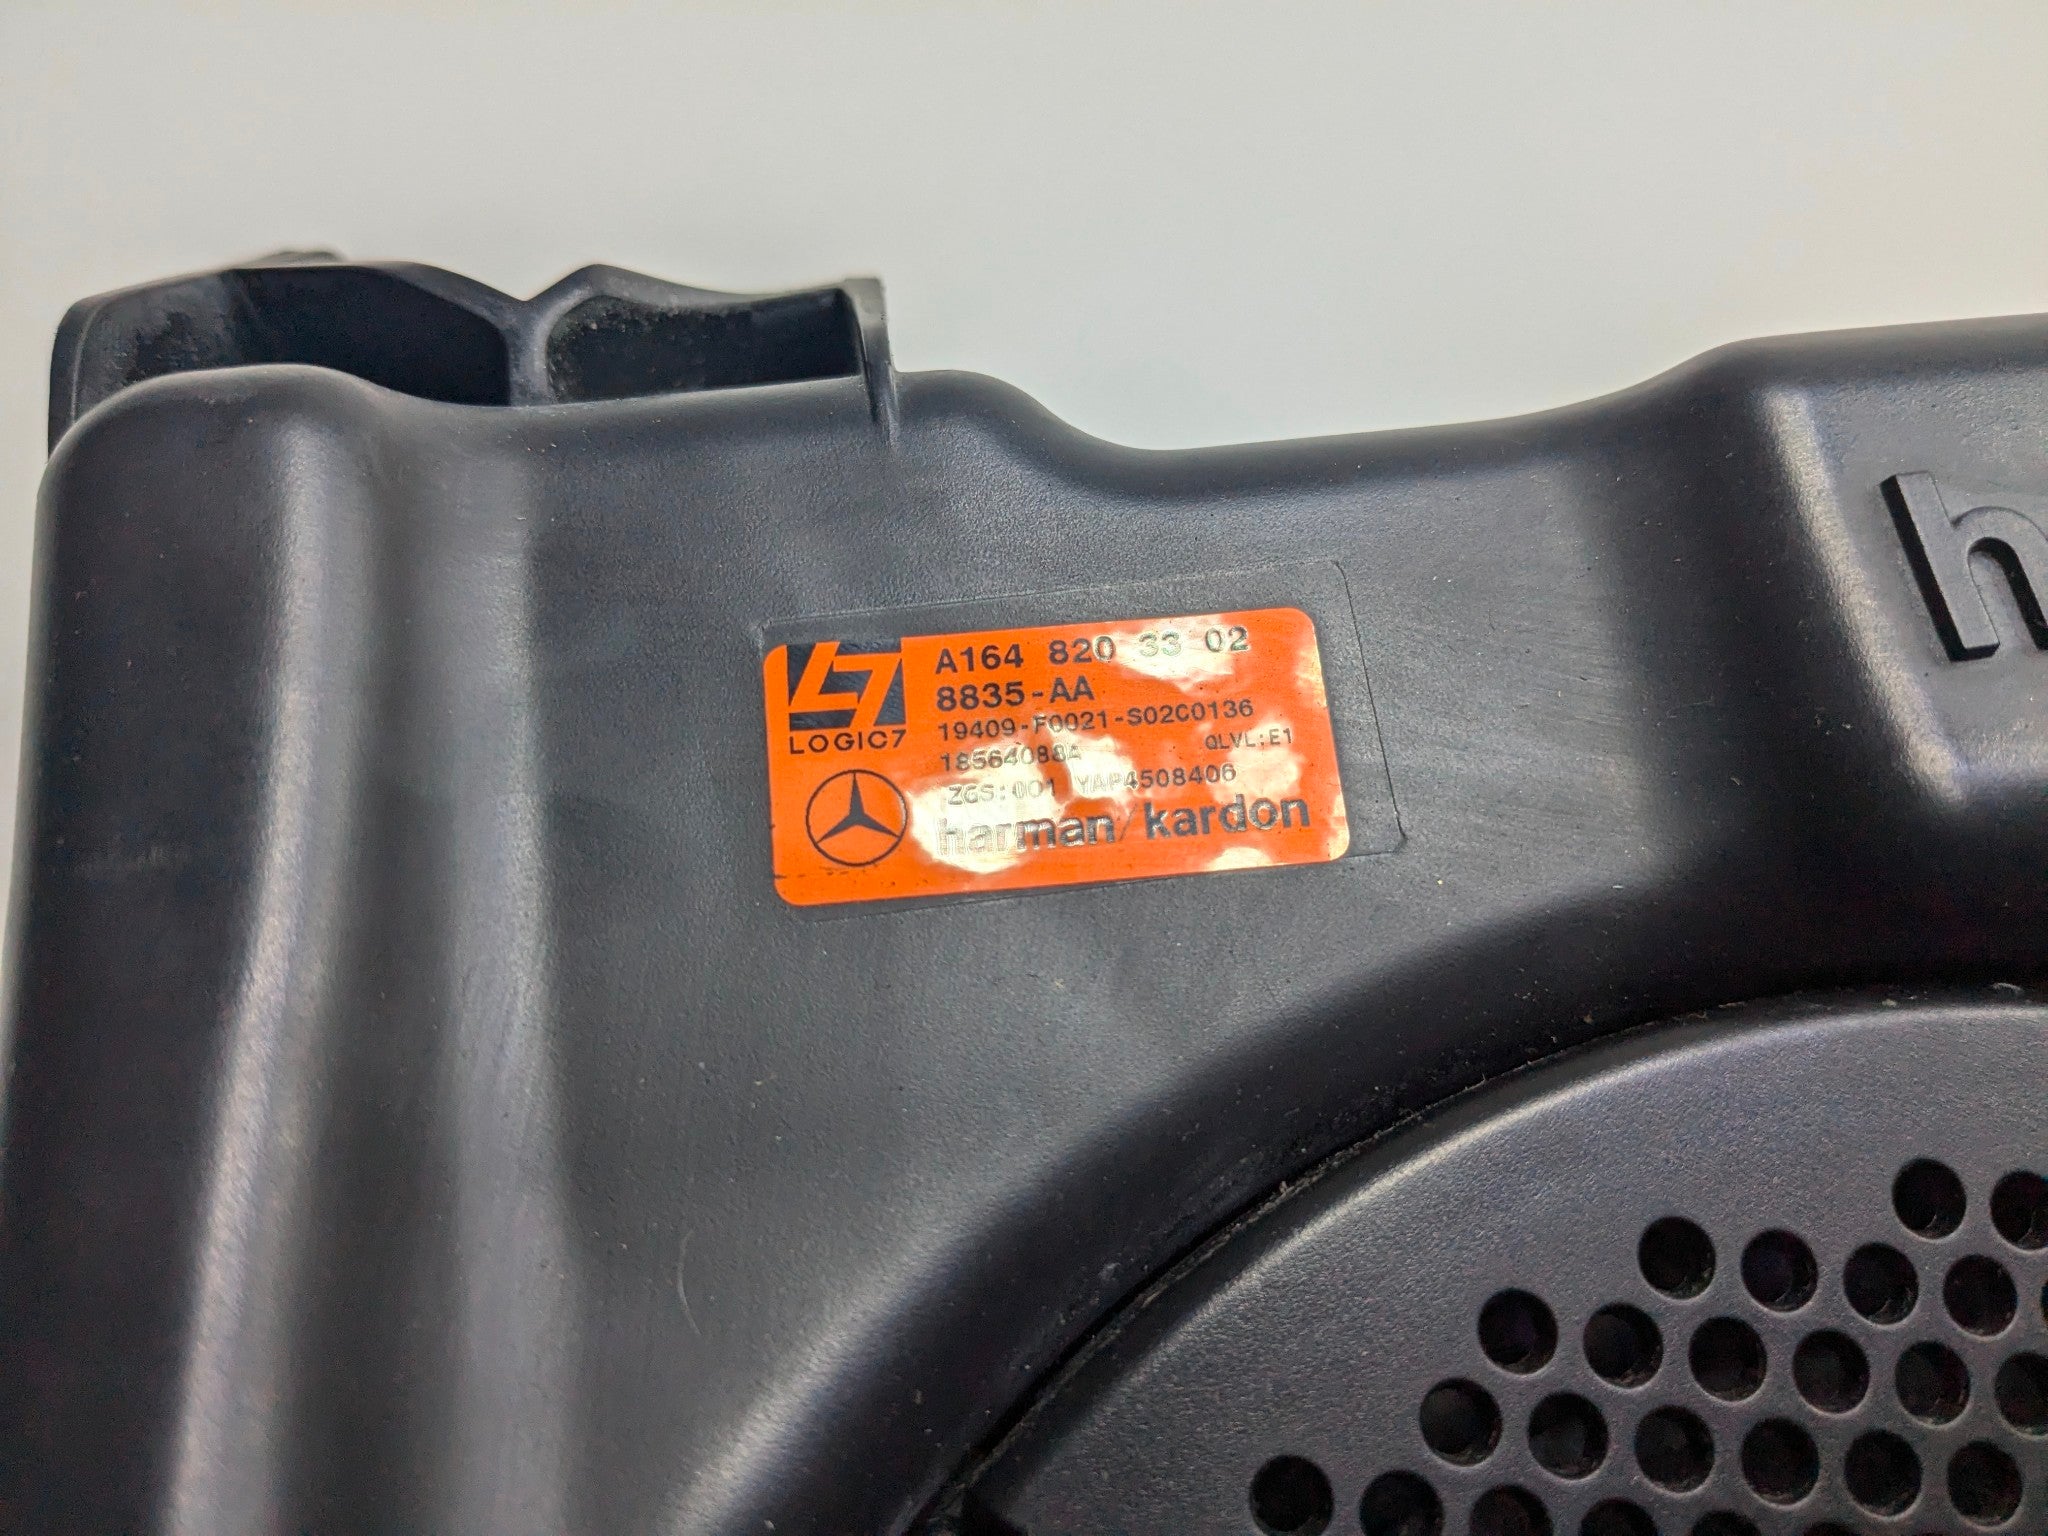 A164 820 33 02
8835-AA
19409-F0021-S02C0136
LOGIC7
18564088A QLVL:E1
ZGS:001 YAP4508406
harman/kardon
h